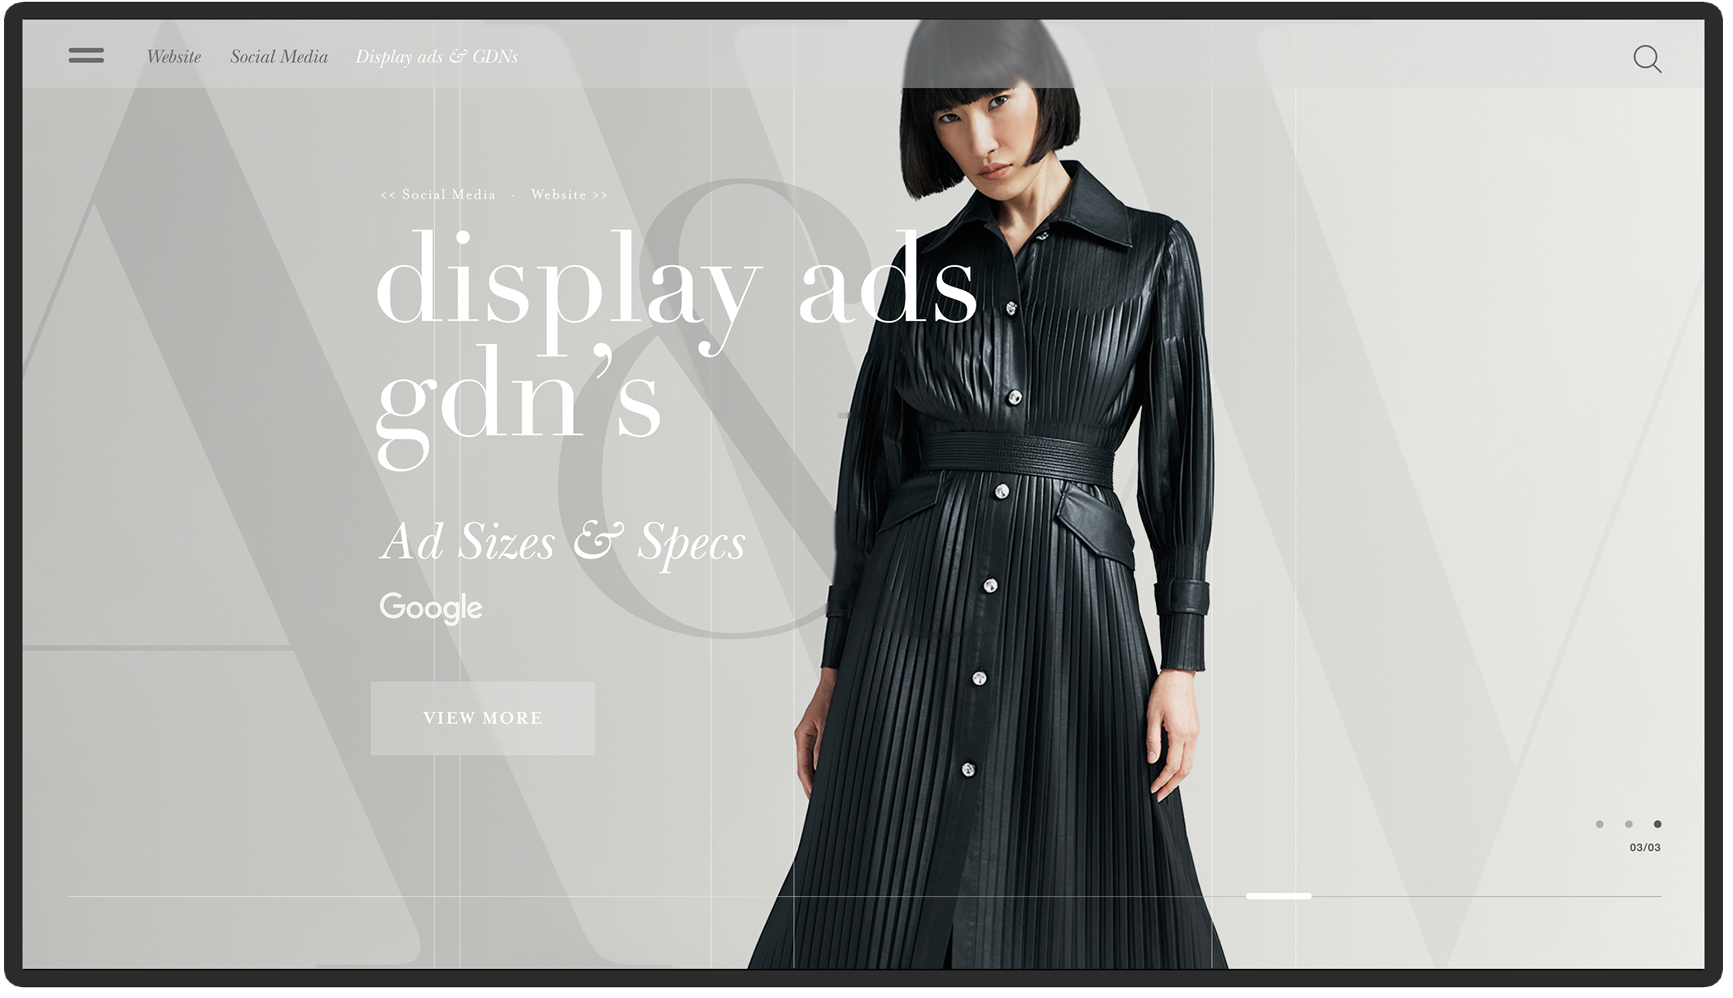 Website Social Media Display ads & GDNs
<< Social Media · Website >>
display ads
gdn's
&
Ad Sizes & Specs
Google
VIEW MORE
03/03